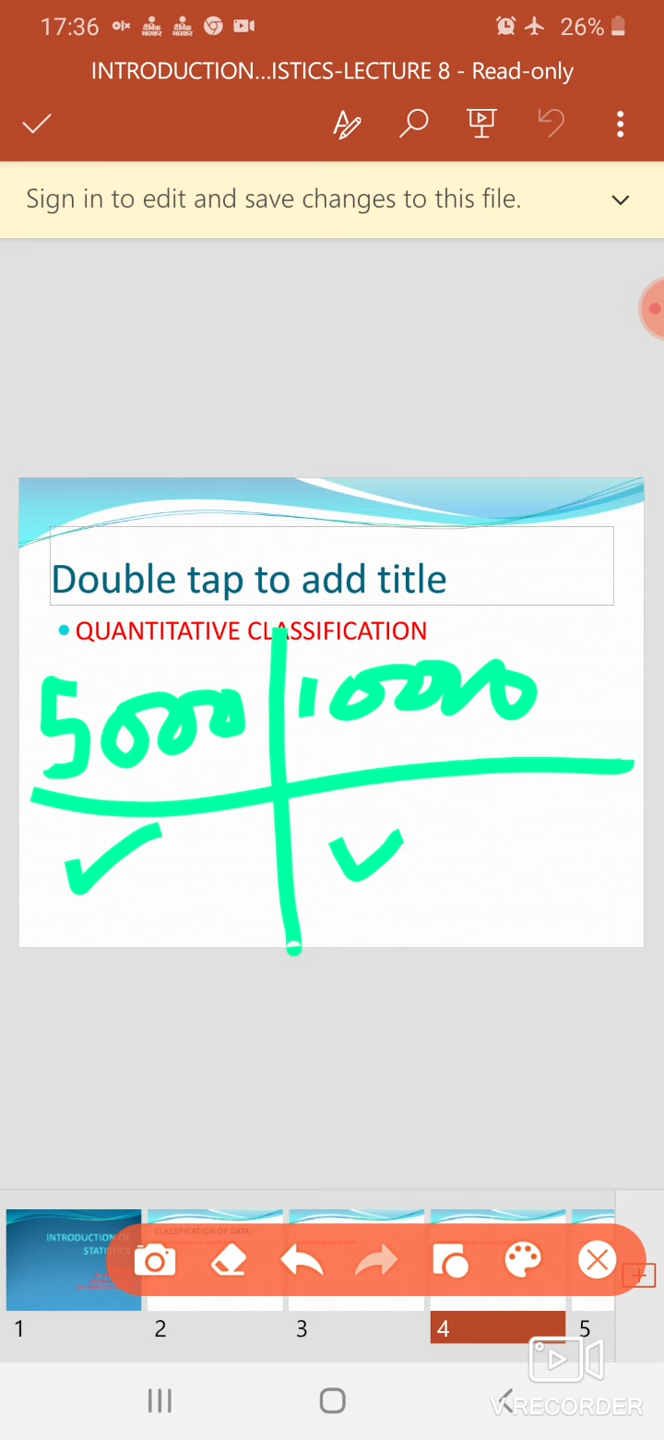 17:36
26%
INTRODUCTION...ISTICS-LECTURE 8 - Read-only
Sign in to edit and save changes to this file.
Double tap to add title
QUANTITATIVE CLASSIFICATION
5000 10000
INTRODUCTION OF
STATISTICS
CLASSIFICATION OF DATA
1 2 3 4 5
V RECORDER